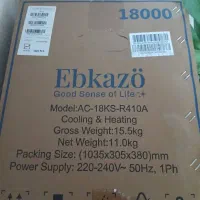 18000
Ebkazö
Good Sense of Life
Model:AC-18KS-R410A
Cooling & Heating
Gross Weight:15.5kg
Net Weight:11.0kg
Packing Size: (1035x305x380)mm
Power Supply: 220-240~ 50Hz, 1Ph